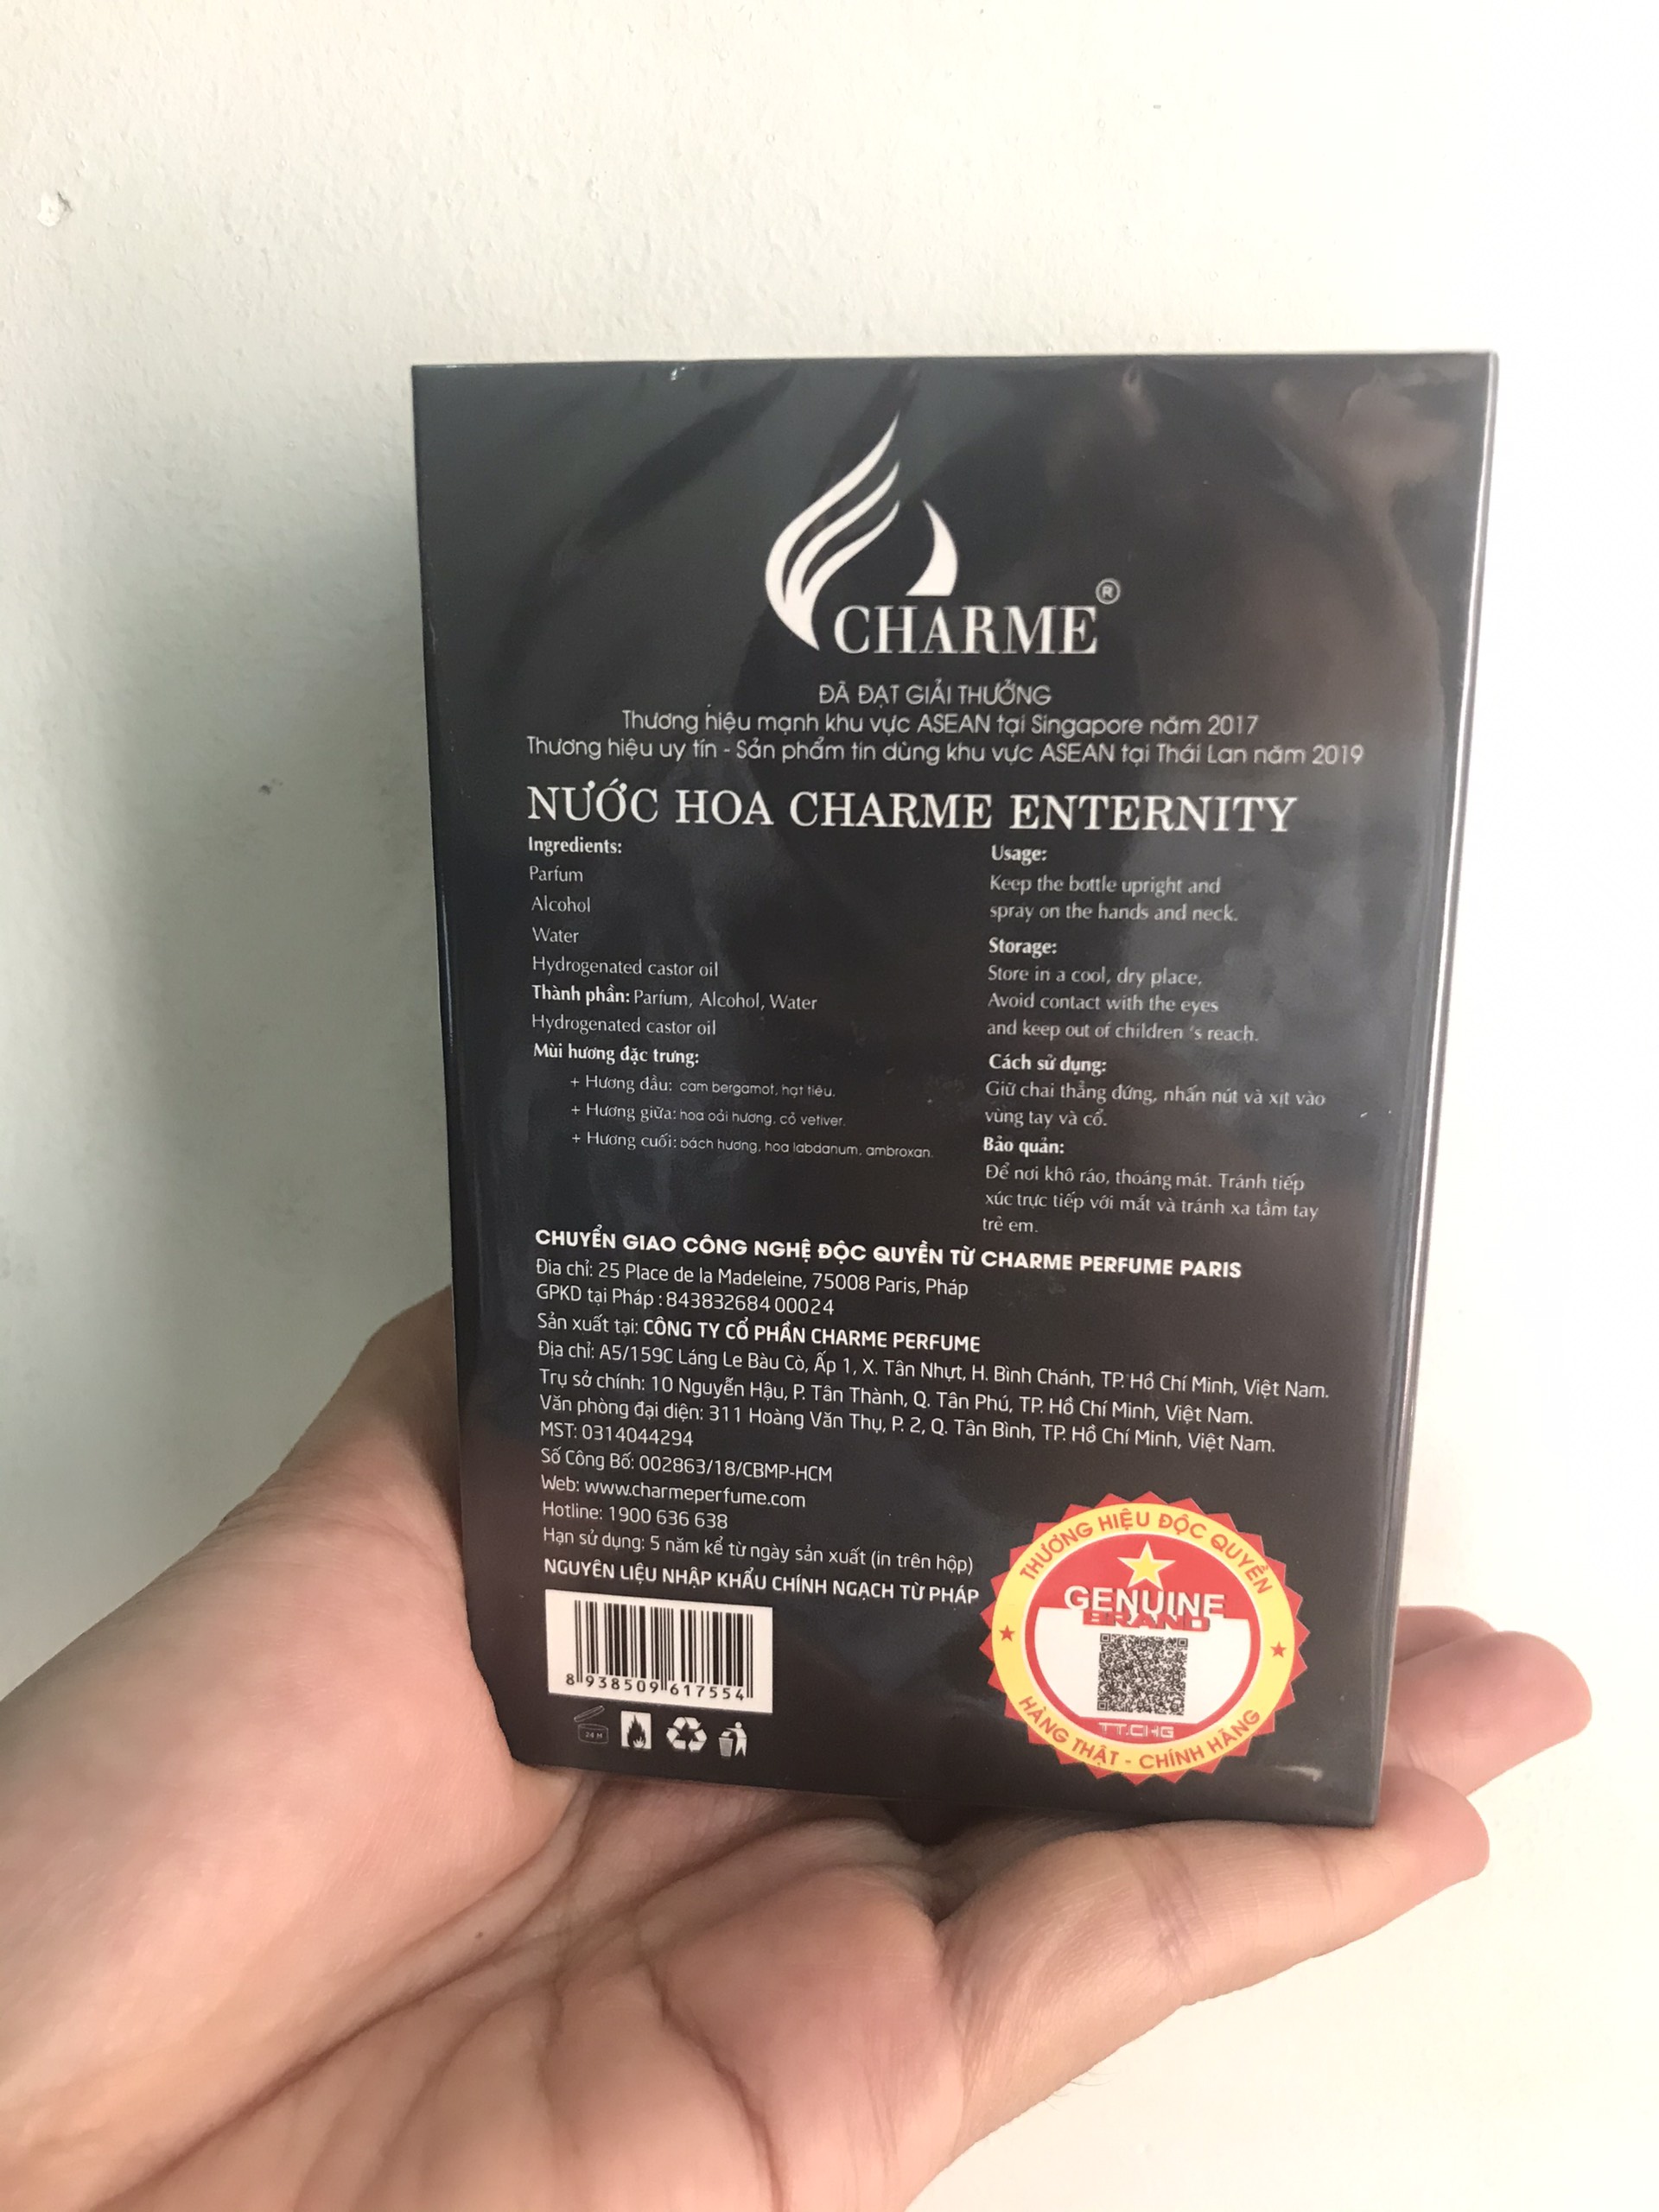 CHARME®
ĐÃ ĐẠT GIẢI THƯỞNG
Thương hiệu mạnh khu vực ASEAN tại Singapore năm 2017
Thương hiệu uy tín - Sản phẩm tín dùng khu vực ASEAN tại Thái Lan năm 2019
NƯỚC HOA CHARME ENTERNITY
Ingredients:
Parfum
Alcohol
Water
Hydrogenated castor oil
Thành phần: Parfum, Alcohol, Water
Hydrogenated castor oil
Mùi hương đặc trưng:
+ Hương đầu: cam bergamot, hạt tiêu.
+ Hương giữa: hoa oải hương, cỏ vetiver.
+ Hương cuối: bách hương, hoa labdanum, ambroxan.
Usage:
Keep the bottle upright and
spray on the hands and neck.
Storage:
Store in a cool, dry place,
Avoid contact with the eyes
and keep out of children 's reach.
Cách sử dụng:
Giữ chai thẳng đứng, nhấn nút và xịt vào
vùng tay và cổ.
Bảo quản:
Để nơi khô ráo, thoáng mát. Tránh tiếp
xúc trực tiếp với mắt và tránh xa tầm tay
trẻ em.
CHUYỂN GIAO CÔNG NGHỆ ĐỘC QUYỀN TỪ CHARME PERFUME PARIS
Địa chỉ: 25 Place de la Madeleine, 75008 Paris, Pháp
GPKD tại Pháp : 843832684 00024
Sản xuất tại: CÔNG TY CỔ PHẦN CHARME PERFUME
Địa chỉ: A5/159C Láng Le Bàu Cò, Ấp 1, X. Tân Nhựt, H. Bình Chánh, TP. Hồ Chí Minh, Việt Nam.
Trụ sở chính: 10 Nguyễn Hậu, P. Tân Thành, Q. Tân Phú, TP. Hồ Chí Minh, Việt Nam.
Văn phòng đại diện: 311 Hoàng Văn Thụ, P. 2, Q. Tân Bình, TP. Hồ Chí Minh, Việt Nam.
MST: 0314044294
Số Công Bố: 002863/18/CBMP-HCM
Web: www.charmeperfume.com
Hotline: 1900 636 638
Hạn sử dụng: 5 năm kể từ ngày sản xuất (in trên hộp)
NGUYÊN LIỆU NHẬP KHẨU CHÍNH NGẠCH TỪ PHÁP
8 938509 617554
24 M
THƯƠNG HIỆU ĐỘC QUYỀN
GENUINE
BRAND
TT.CHG
HÀNG THẬT - CHÍNH HÃNG